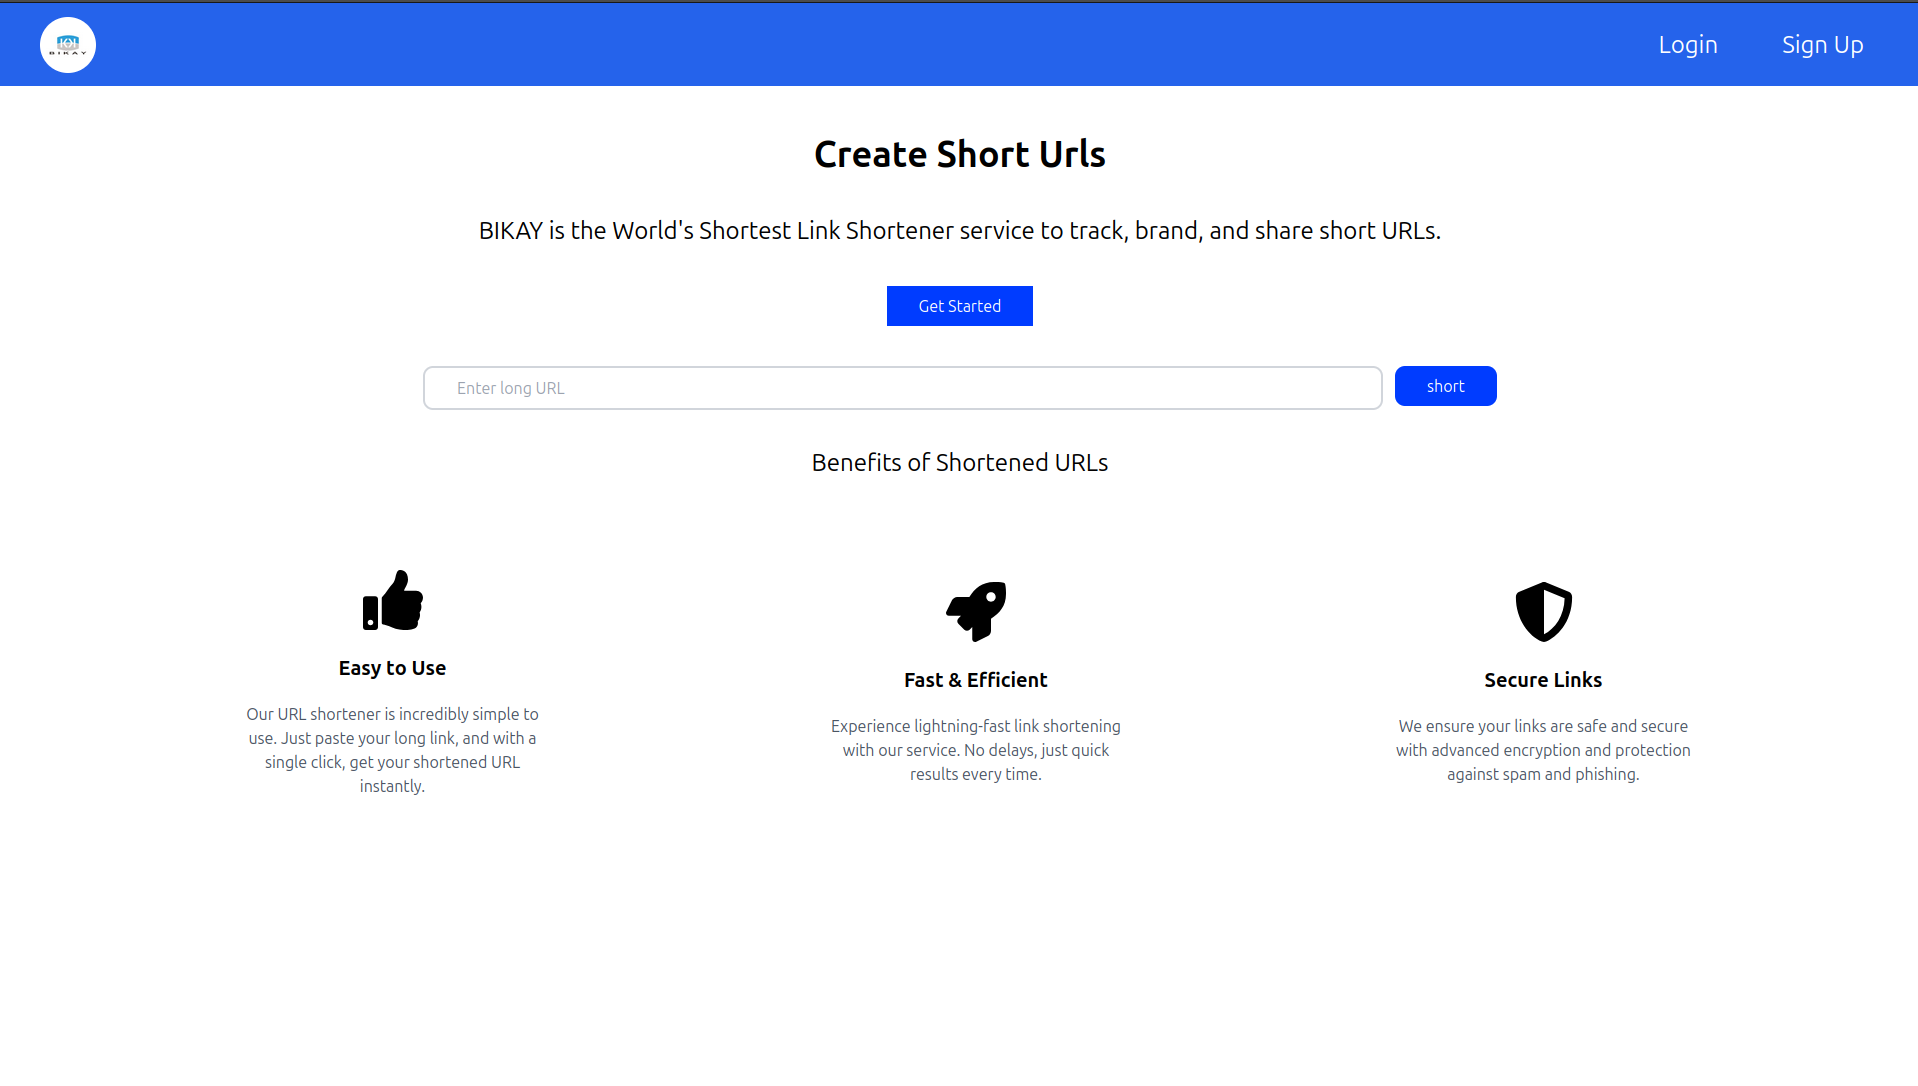 BIKAY
Login
Sign Up
Create Short Urls
BIKAY is the World's Shortest Link Shortener service to track, brand, and share short URLs.
Get Started
Enter long URL
short
Benefits of Shortened URLs
Easy to Use
Our URL shortener is incredibly simple to
use. Just paste your long link, and with a
single click, get your shortened URL
instantly.
Fast & Efficient
Experience lightning-fast link shortening
with our service. No delays, just quick
results every time.
Secure Links
We ensure your links are safe and secure
with advanced encryption and protection
against spam and phishing.